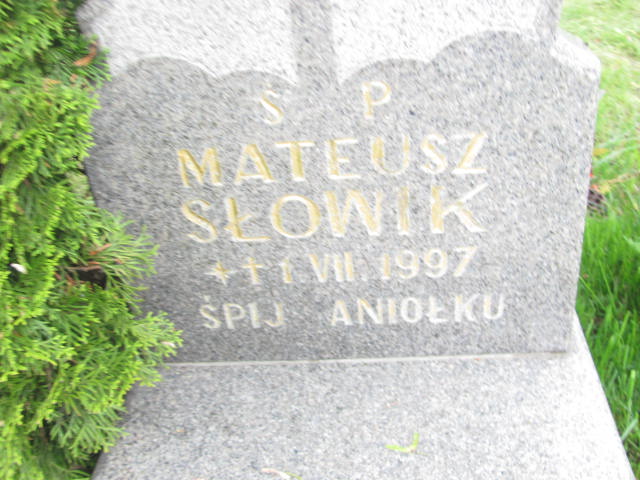 Ś P
MATEUSZ
SŁOWIK
+ † 1 VII. 1997
ŚPIJ ANIOŁKU